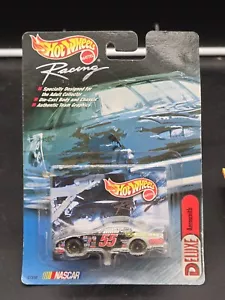 HOT WHEELS
MATTEL
Racing
Specially Designed for
the Adult Collector
Die-Cast Body and Chassis
Authentic Team Graphics
HOT WHEELS
55
DELUXE
NASCAR